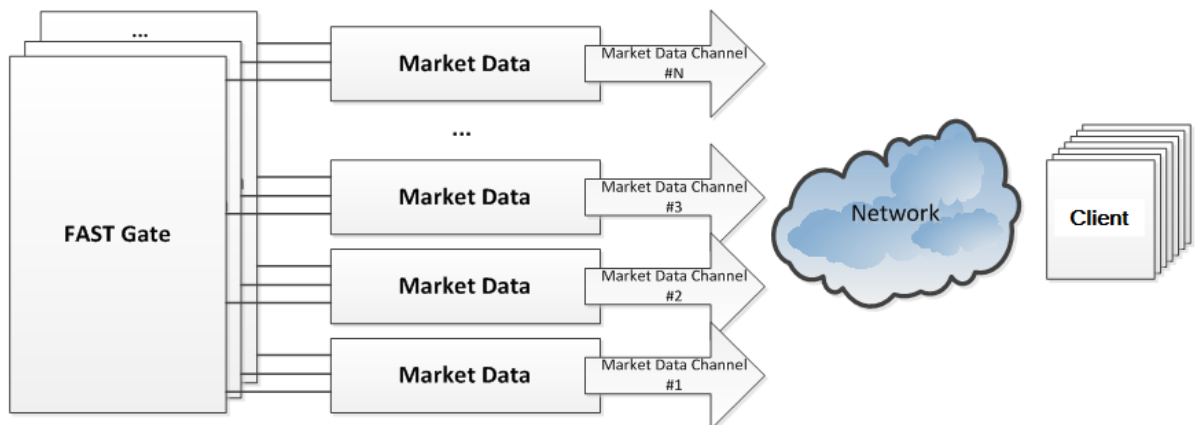 ...
FAST Gate
Market Data
Market Data Channel
#N
...
Market Data
Market Data Channel
#3
Market Data
Market Data Channel
#2
Market Data
Market Data Channel
#1
Network
Client